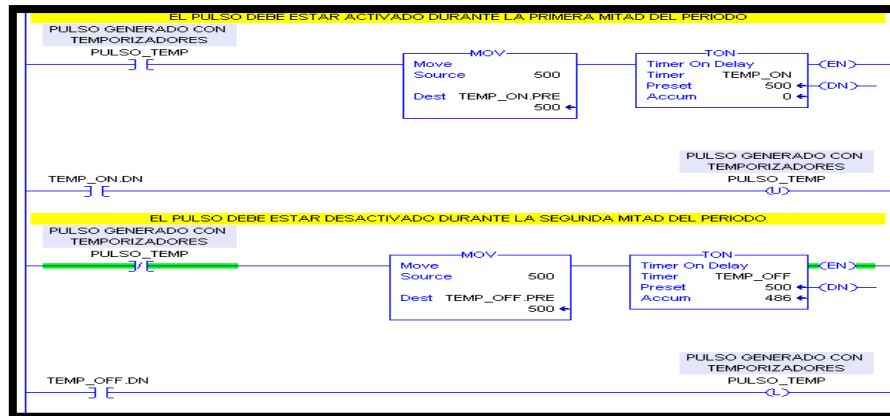 EL PULSO DEBE ESTAR ACTIVADO DURANTE LA PRIMERA MITAD DEL PERIODO
PULSO GENERADO CON
TEMPORIZADORES
PULSO_TEMP
MOV
Move
Source 500
Dest TEMP_ON.PRE
500
TON
Timer On Delay
Timer TEMP_ON
Preset 500
Accum 0
EN
DN
PULSO GENERADO CON
TEMPORIZADORES
TEMP_ON.DN
PULSO_TEMP
U
EL PULSO DEBE ESTAR DESACTIVADO DURANTE LA SEGUNDA MITAD DEL PERIODO
PULSO GENERADO CON
TEMPORIZADORES
PULSO_TEMP
MOV
Move
Source 500
Dest TEMP_OFF.PRE
500
TON
Timer On Delay
Timer TEMP_OFF
Preset 500
Accum 486
EN
DN
PULSO GENERADO CON
TEMPORIZADORES
TEMP_OFF.DN
PULSO_TEMP
L